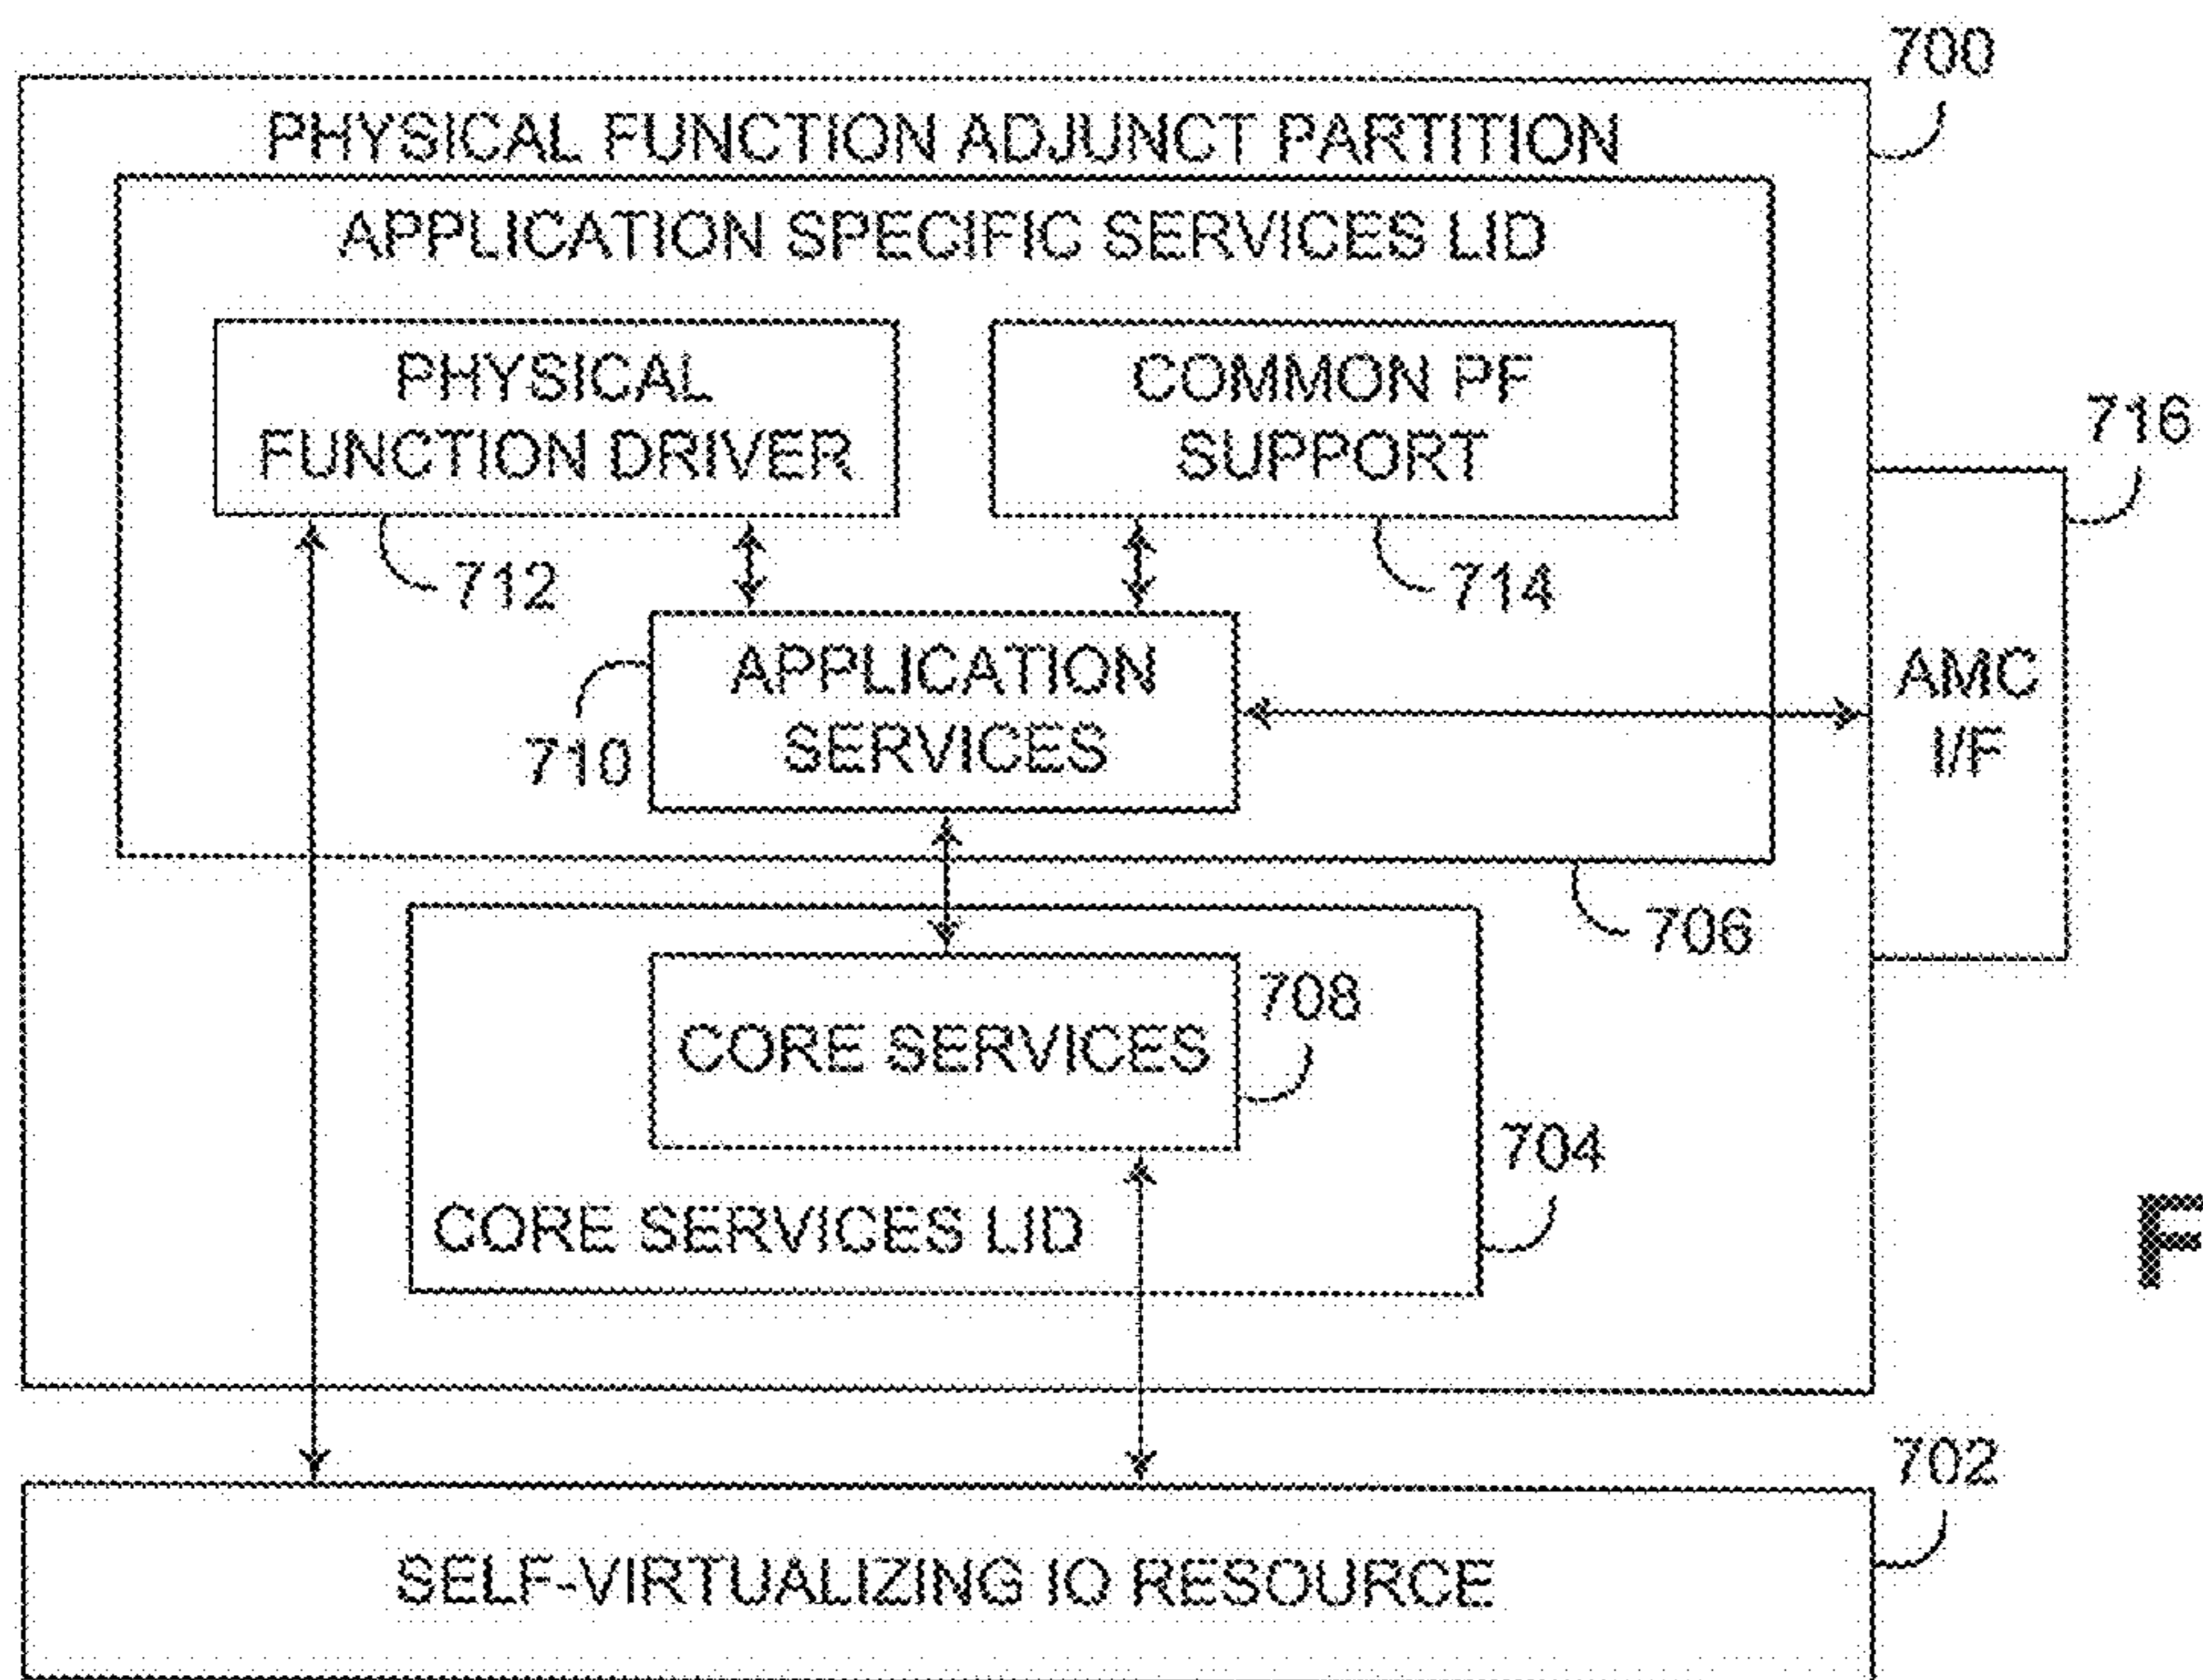 700
PHYSICAL FUNCTION ADJUNCT PARTITION
APPLICATION SPECIFIC SERVICES LID
PHYSICAL
FUNCTION DRIVER
COMMON PF
SUPPORT
716
712
714
APPLICATION
SERVICES
710
AMC
I/F
706
CORE SERVICES
708
704
CORE SERVICES LID
F
702
SELF-VIRTUALIZING IO RESOURCE